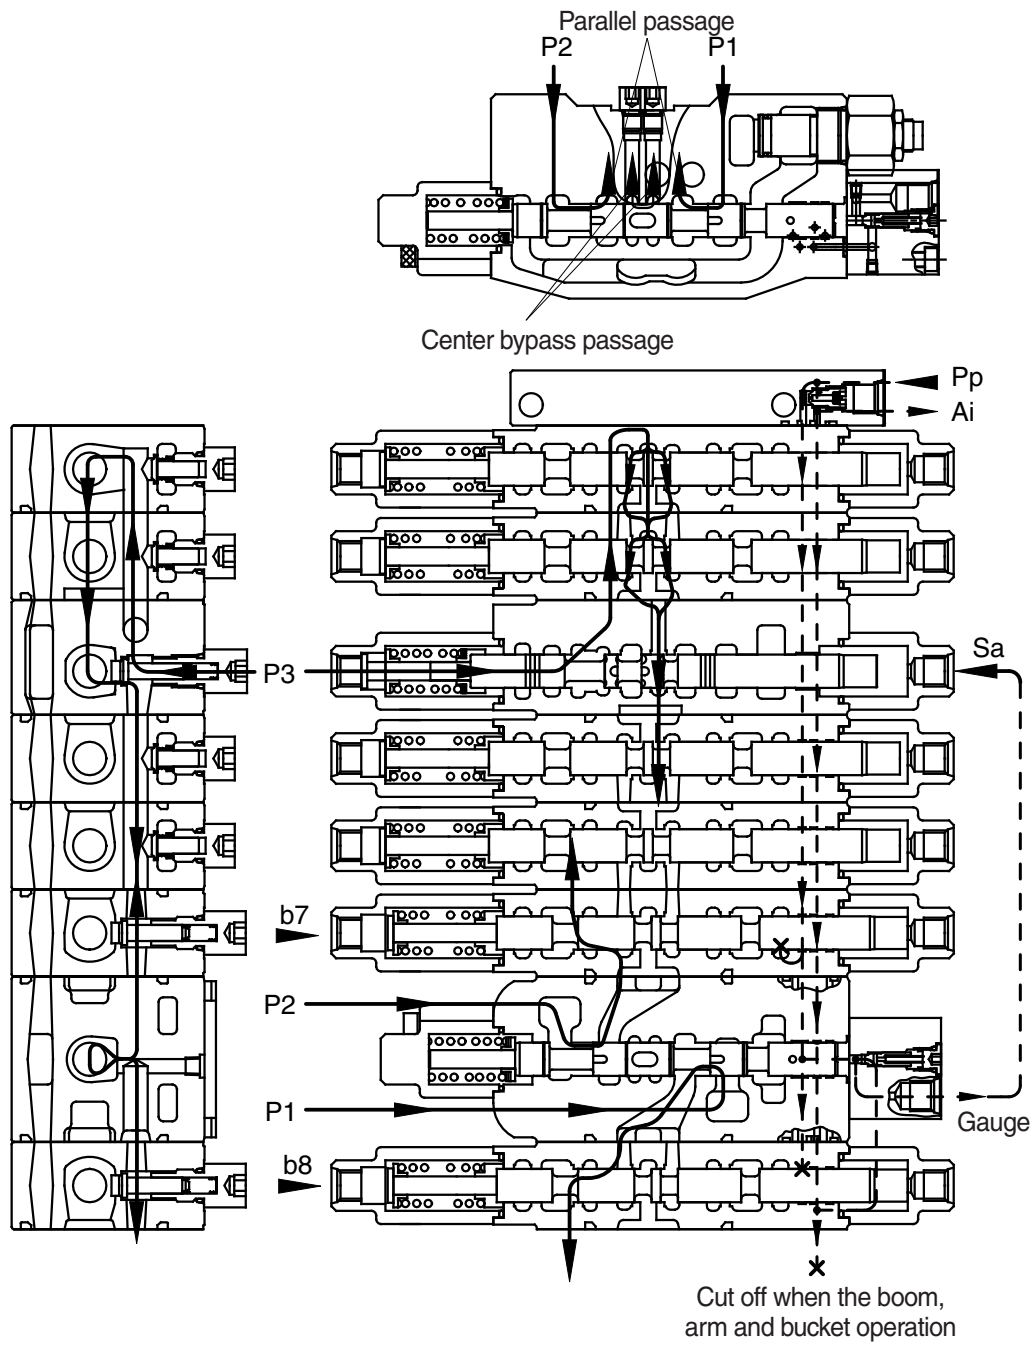 Parallel passage
P2
P1
Center bypass passage
Pp
Ai
P3
Sa
b7
P2
P1
Gauge
b8
Cut off when the boom,
arm and bucket operation